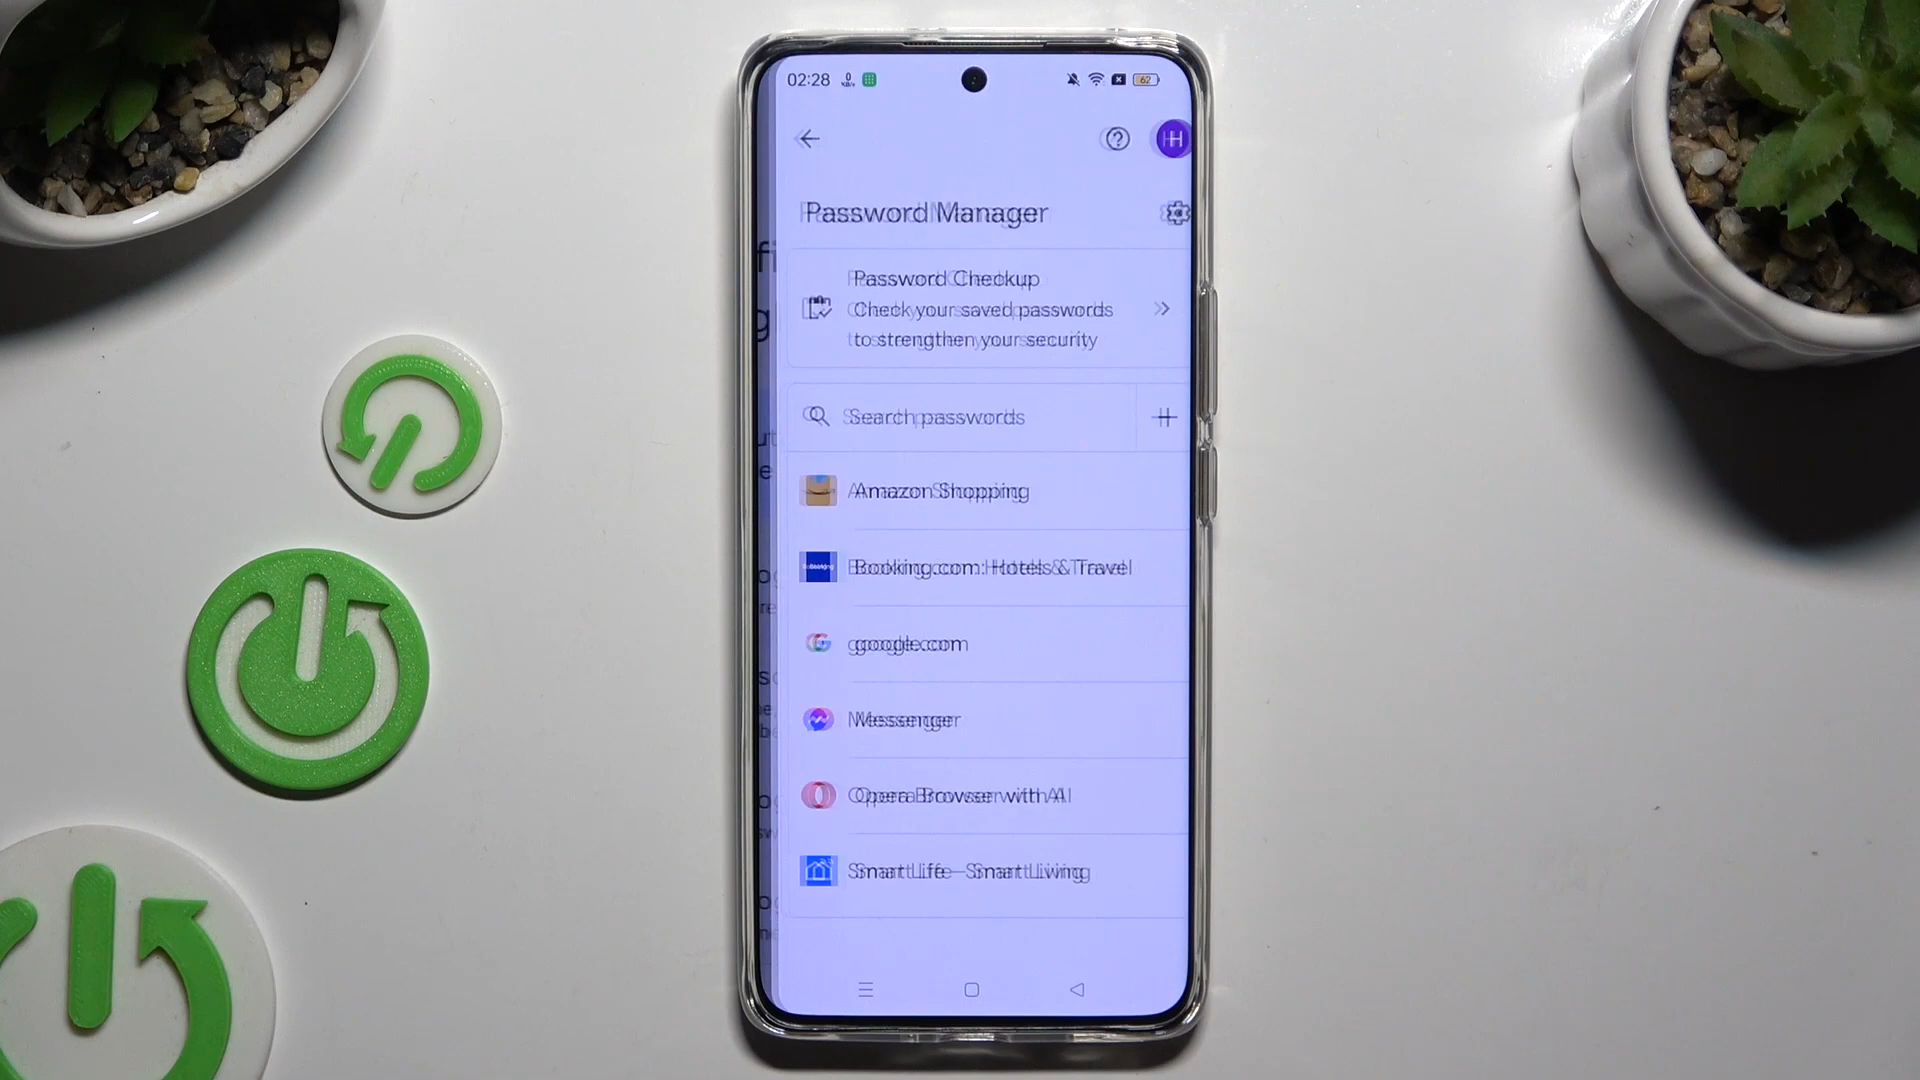 02:28
62
H
Password Manager
Password Checkup
Check your saved passwords
to strengthen your security
Search passwords
Amazon Shopping
Booking.com: Hotels & Travel
google.com
Messenger
Opera Browser with AI
Smart Life – Smart Living